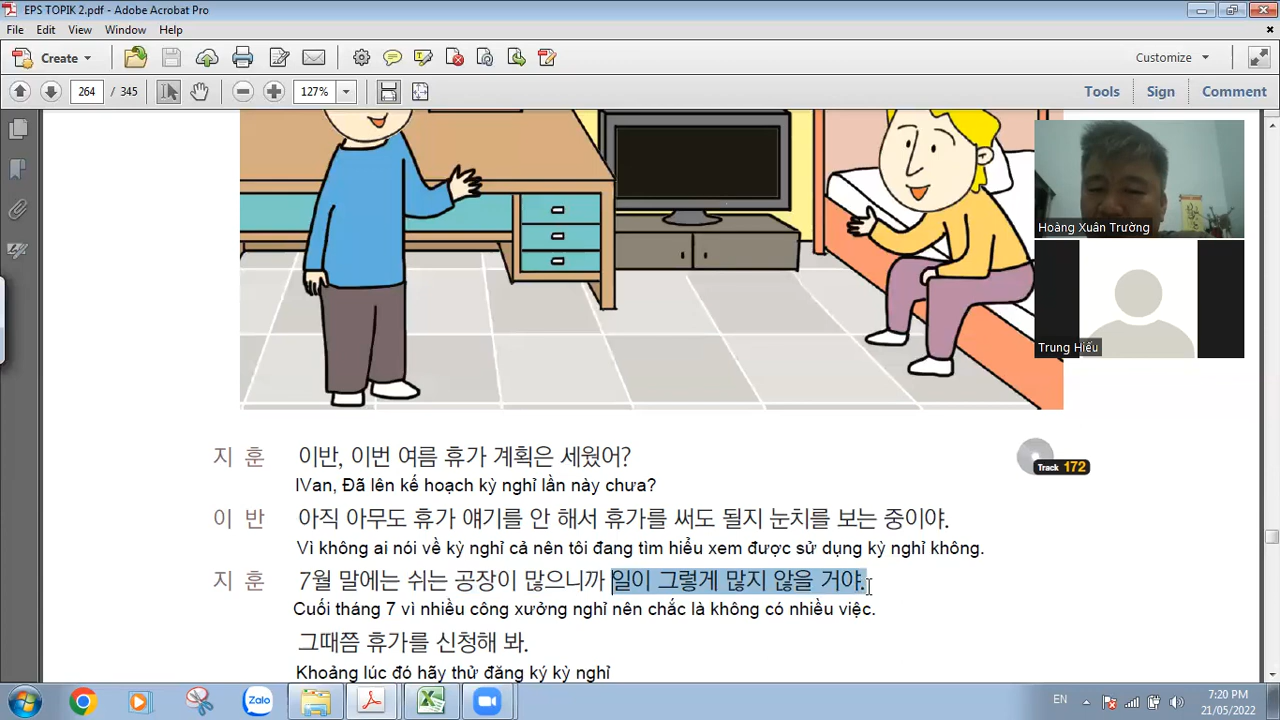 EPS TOPIK 2.pdf - Adobe Acrobat Pro
File Edit View Window Help
Create Customize
264 / 345 127% Tools Sign Comment
Hoàng Xuân Trường
Trung Hiếu
지 훈 이반, 이번 여름 휴가 계획은 세웠어?
Track 172
IVan, Đã lên kế hoạch kỳ nghỉ lần này chưa?
이 반 아직 아무도 휴가 얘기를 안 해서 휴가를 써도 될지 눈치를 보는 중이야.
Vì không ai nói về kỳ nghỉ cả nên tôi đang tìm hiểu xem được sử dụng kỳ nghỉ không.
지 훈 7월 말에는 쉬는 공장이 많으니까 일이 그렇게 많지 않을 거야.
Cuối tháng 7 vì nhiều công xưởng nghỉ nên chắc là không có nhiều việc.
그때쯤 휴가를 신청해 봐.
Khoảng lúc đó hãy thử đăng ký kỳ nghỉ
Zalo
EN
7:20 PM
21/05/2022